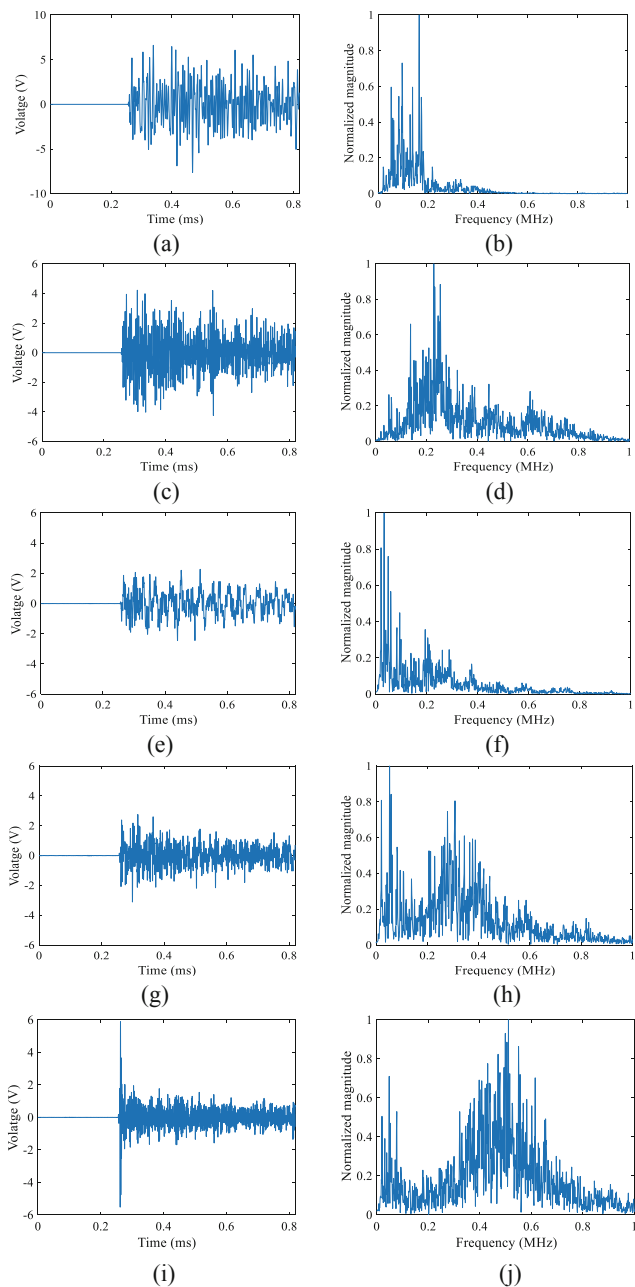 10
5
0
-5
-10
Volatge (V)
0 0.2 0.4 0.6 0.8
Time (ms)
(a)
1
0.8
0.6
0.4
0.2
0
Normalized magnitude
0 0.2 0.4 0.6 0.8 1
Frequency (MHz)
(b)
6
4
2
0
-2
-4
-6
Volatge (V)
0 0.2 0.4 0.6 0.8
Time (ms)
(c)
1
0.8
0.6
0.4
0.2
0
Normalized magnitude
0 0.2 0.4 0.6 0.8 1
Frequency (MHz)
(d)
6
4
2
0
-2
-4
-6
Volatge (V)
0 0.2 0.4 0.6 0.8
Time (ms)
(e)
1
0.8
0.6
0.4
0.2
0
Normalized magnitude
0 0.2 0.4 0.6 0.8 1
Frequency (MHz)
(f)
6
4
2
0
-2
-4
-6
Volatge (V)
0 0.2 0.4 0.6 0.8
Time (ms)
(g)
1
0.8
0.6
0.4
0.2
0
Normalized magnitude
0 0.2 0.4 0.6 0.8 1
Frequency (MHz)
(h)
6
4
2
0
-2
-4
-6
Volatge (V)
0 0.2 0.4 0.6 0.8
Time (ms)
(i)
1
0.8
0.6
0.4
0.2
0
Normalized magnitude
0 0.2 0.4 0.6 0.8 1
Frequency (MHz)
(j)